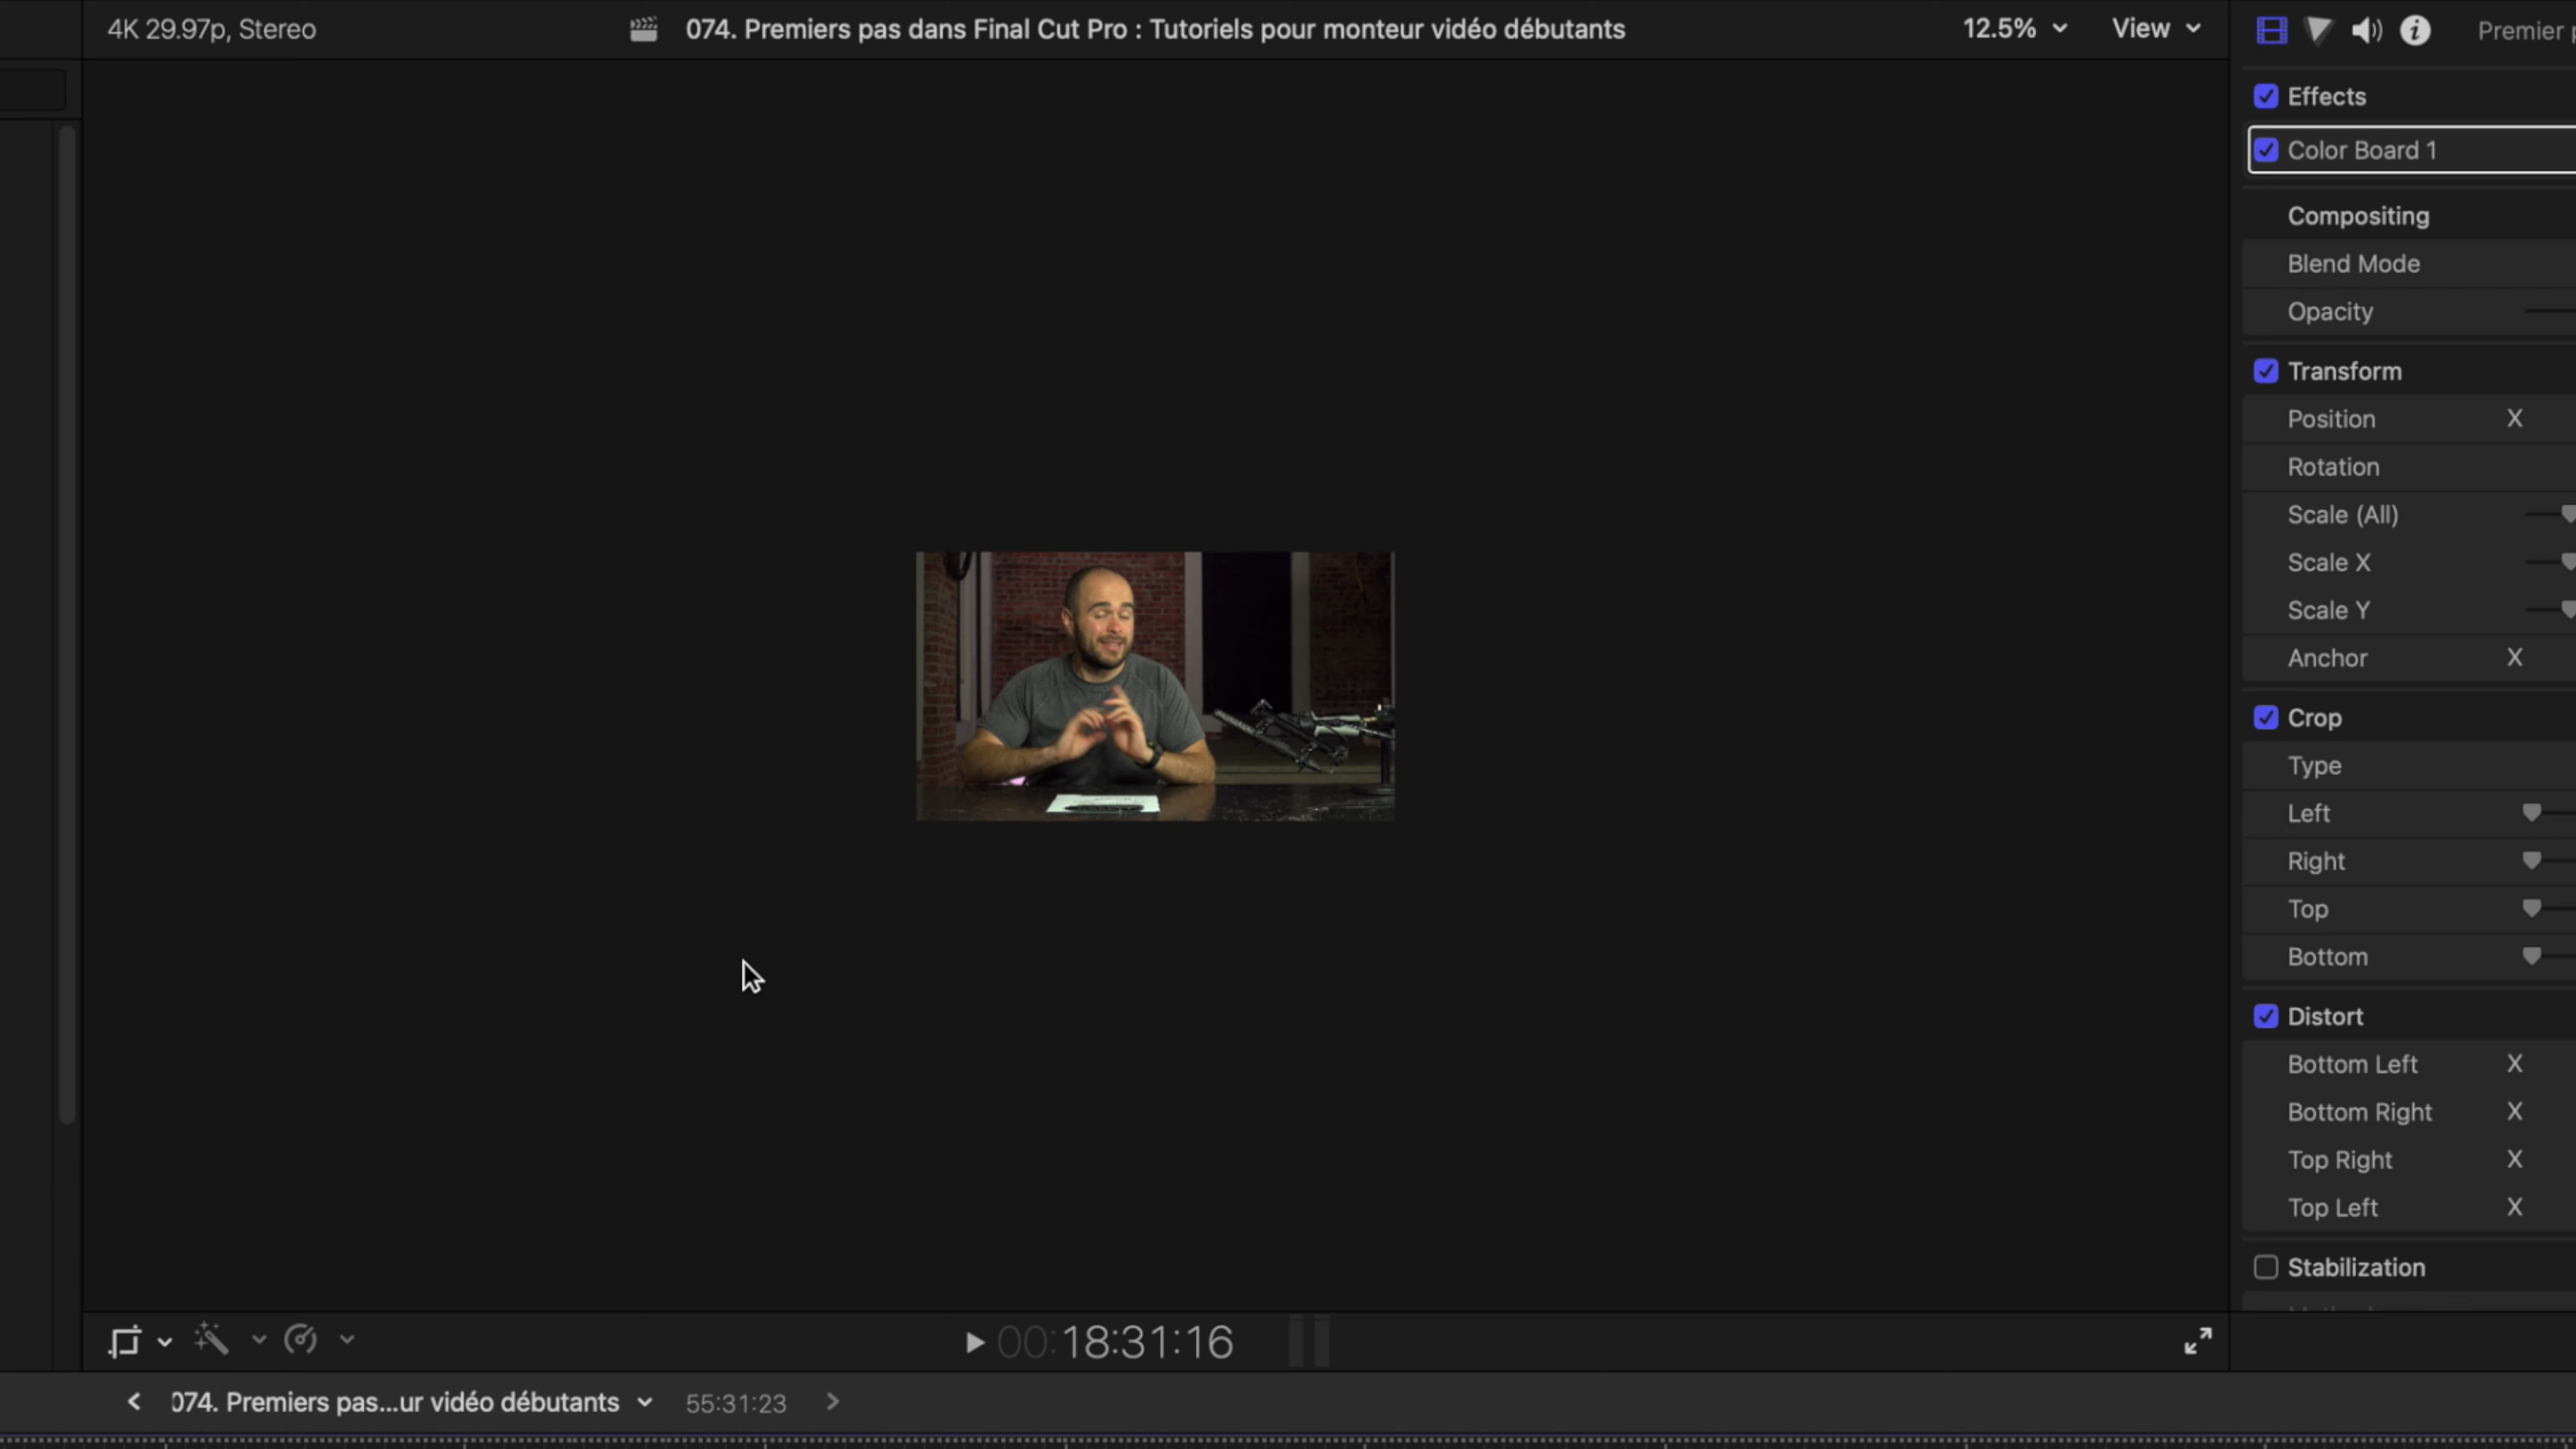 4K 29.97p, Stereo
074. Premiers pas dans Final Cut Pro : Tutoriels pour monteur vidéo débutants
12.5%
View
Premier
Effects
Color Board 1
Compositing
Blend Mode
Opacity
Transform
Position X
Rotation
Scale (All)
Scale X
Scale Y
Anchor X
Crop
Type
Left
Right
Top
Bottom
Distort
Bottom Left X
Bottom Right X
Top Right X
Top Left X
Stabilization
00:18:31:16
074. Premiers pas...ur vidéo débutants
55:31:23